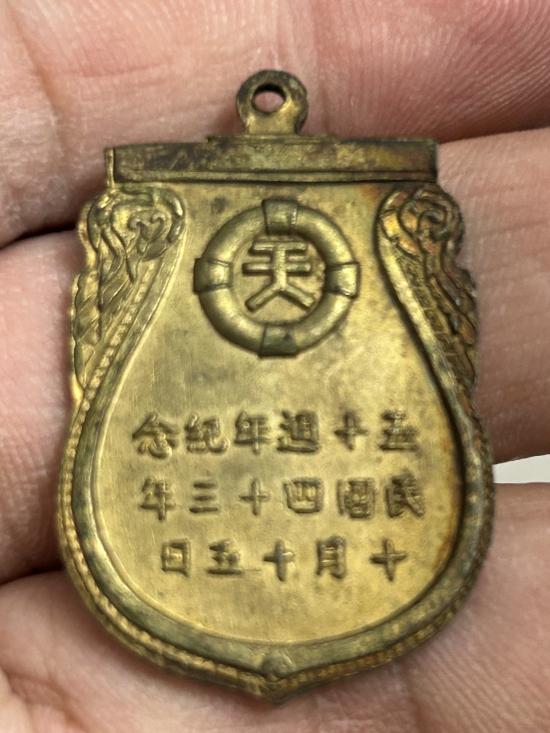 天
五十週年紀念
民國四十三年
十月十五日